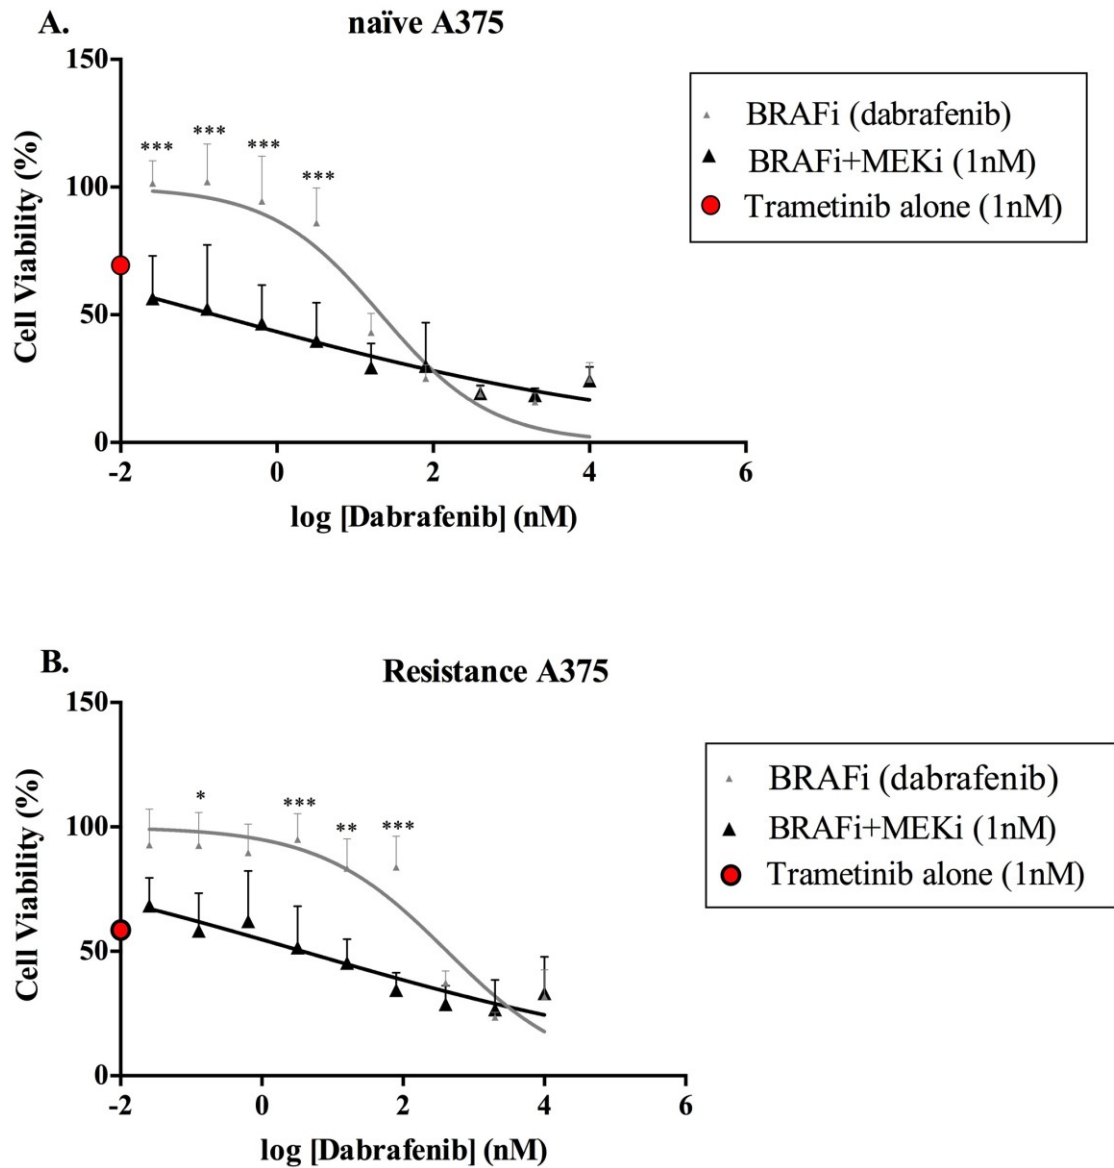 A.
naïve A375
150
100
50
0
-2 0 2 4 6
Cell Viability (%)
log [Dabrafenib] (nM)
*** *** *** ***
BRAFi (dabrafenib)
BRAFi+MEKi (1nM)
Trametinib alone (1nM)
B.
Resistance A375
150
100
50
0
-2 0 2 4 6
Cell Viability (%)
log [Dabrafenib] (nM)
* *** ** ***
BRAFi (dabrafenib)
BRAFi+MEKi (1nM)
Trametinib alone (1nM)